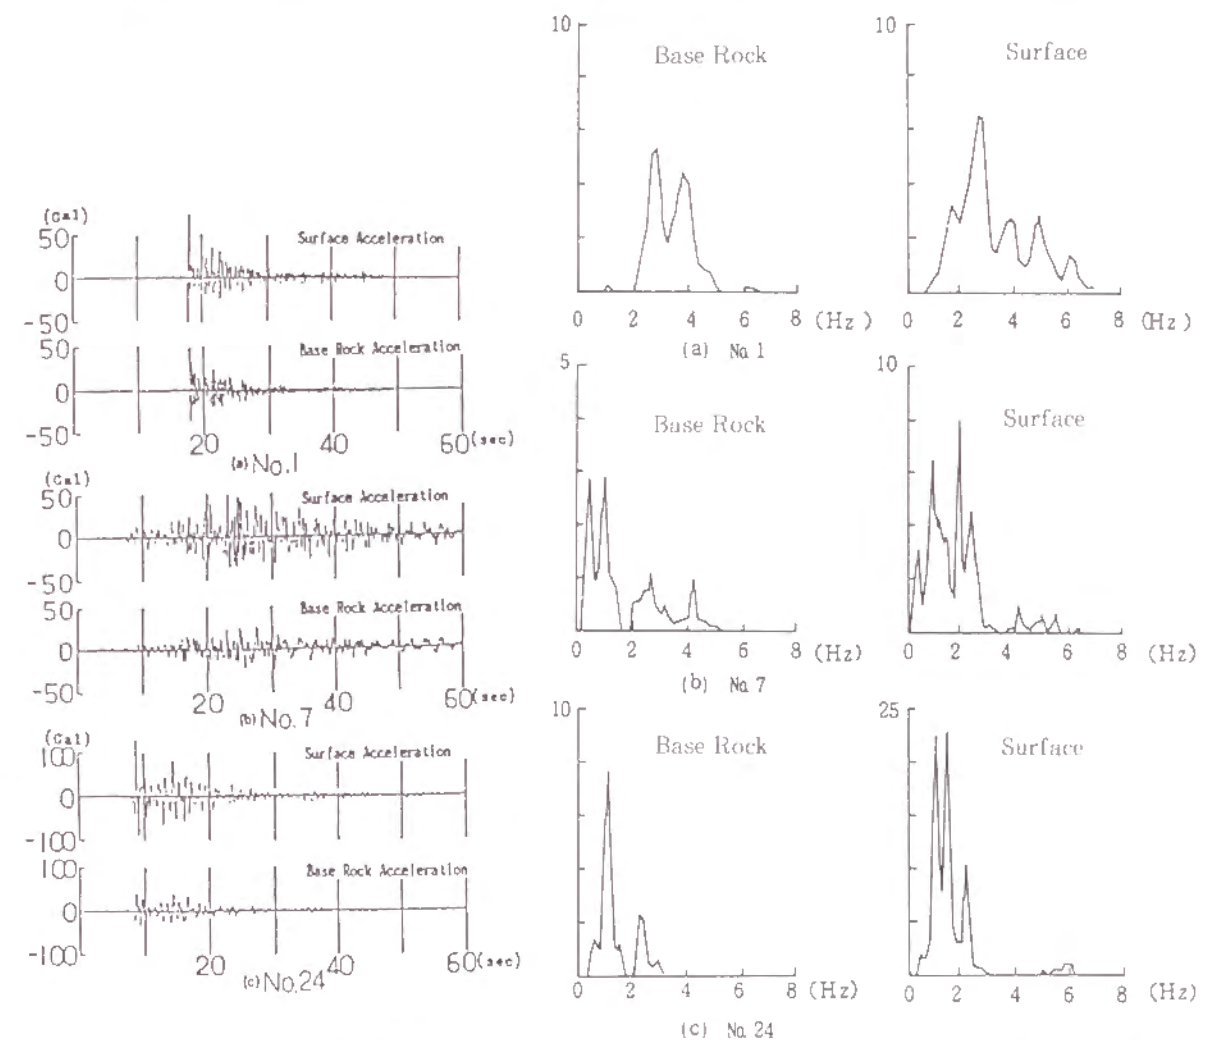 (Gal)
50
Surface Acceleration
0
-50
50
Base Rock Acceleration
0
-50
20
40
60(sec)
(a)No.1
(Gal)
50
Surface Acceleration
0
-50
50
Base Rock Acceleration
0
-50
20
40
60(sec)
(b)No.7
(Gal)
100
Surface Acceleration
0
-100
100
Base Rock Acceleration
0
-100
20
40
60(sec)
(c)No.24
10
Base Rock
0 2 4 6 8 (Hz)
10
Surface
0 2 4 6 8 (Hz)
(a) No. 1
5
Base Rock
0 2 4 6 8 (Hz)
10
Surface
0 2 4 6 8 (Hz)
(b) No. 7
10
Base Rock
0 2 4 6 8 (Hz)
25
Surface
0 2 4 6 8 (Hz)
(c) No. 24